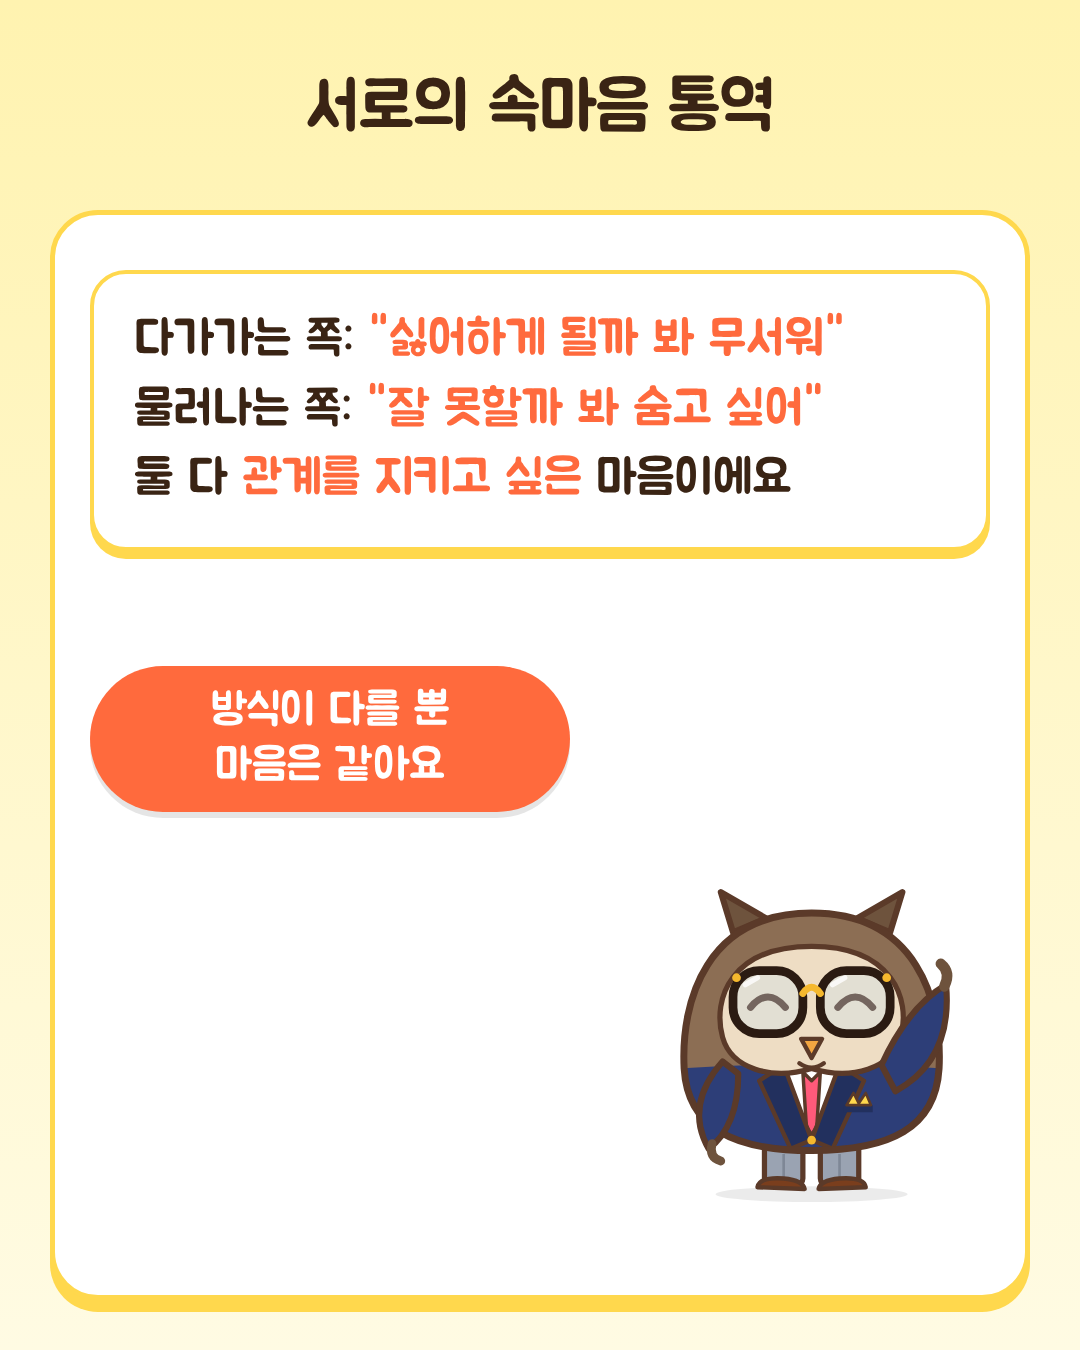 서로의 속마음 통역
다가가는 쪽: "싫어하게 될까 봐 무서워"
물러나는 쪽: "잘 못할까 봐 숨고 싶어"
둘 다 관계를 지키고 싶은 마음이에요
방식이 다를 뿐
마음은 같아요